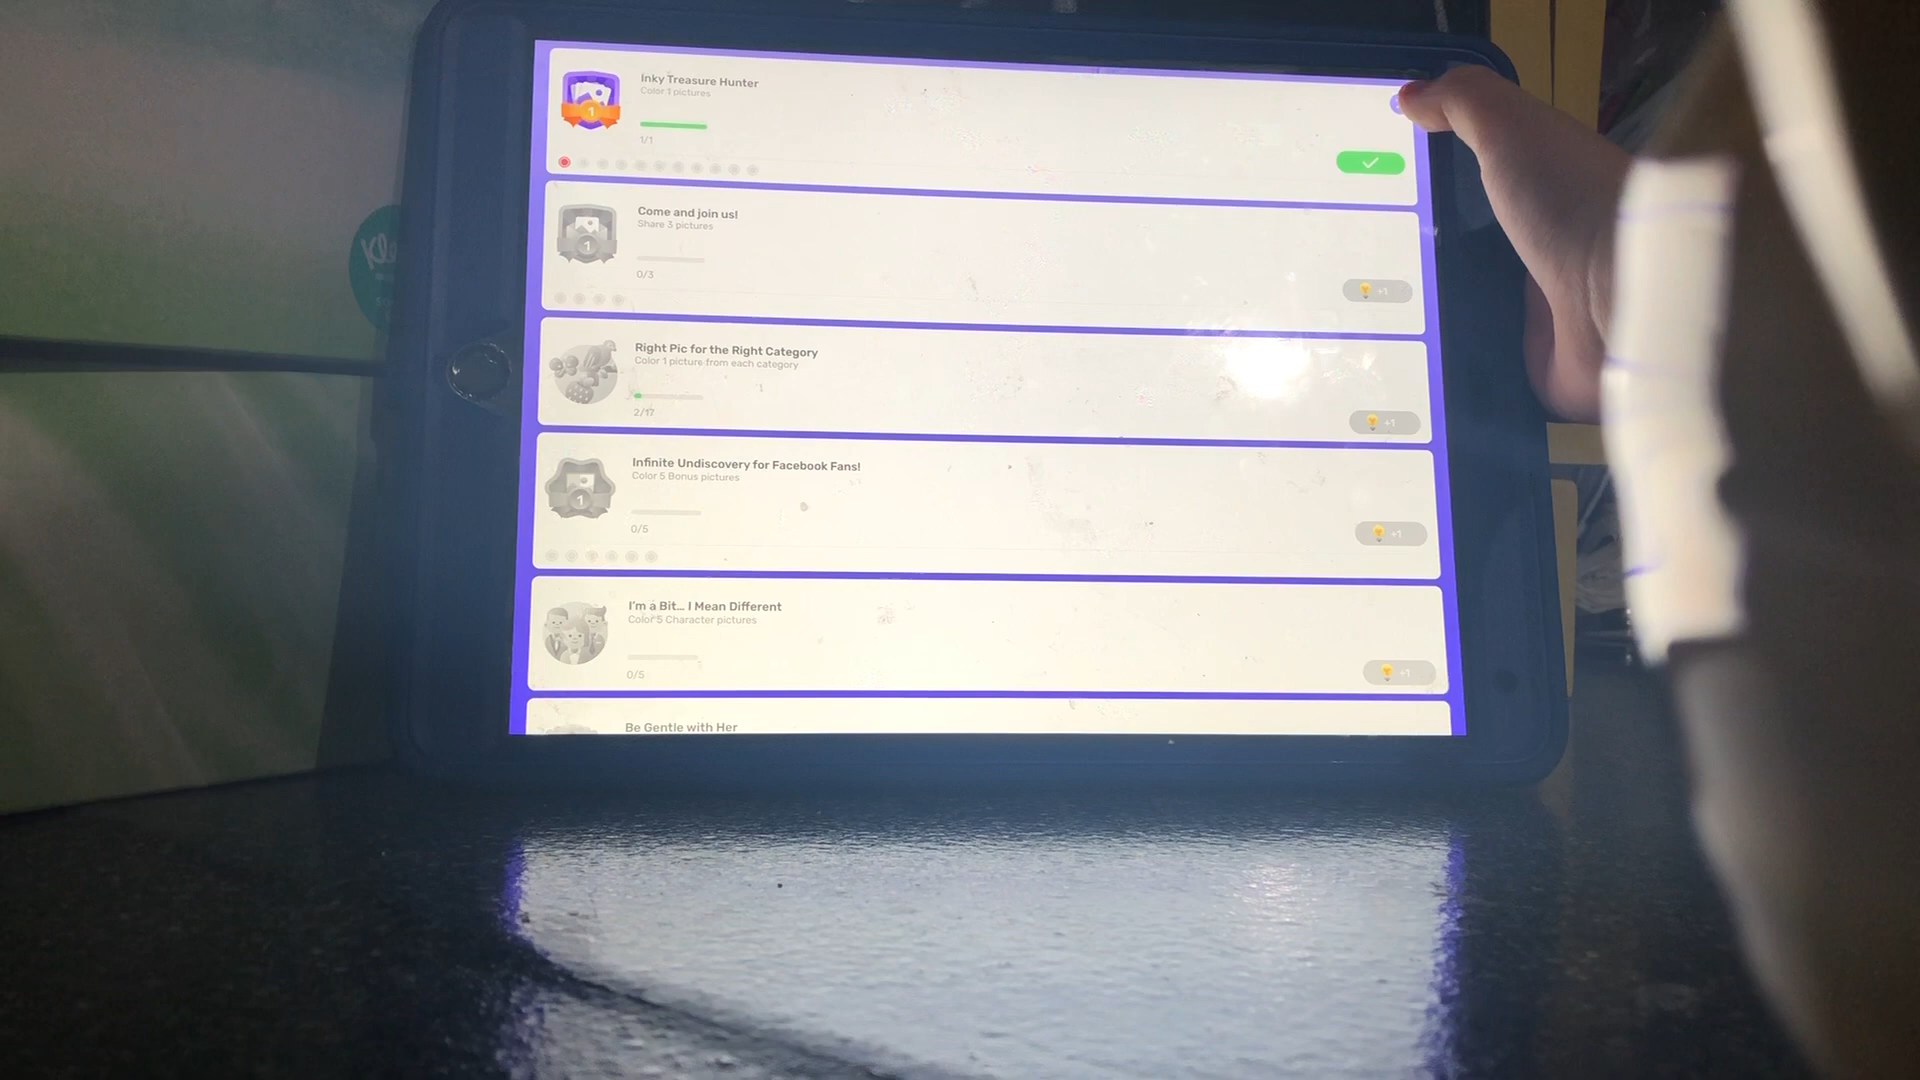 Inky Treasure Hunter
Color 1 pictures
1
1/1
Come and join us!
Share 3 pictures
1
0/3
+1
Right Pic for the Right Category
Color 1 picture from each category
2/17
+1
Infinite Undiscovery for Facebook Fans!
Color 5 Bonus pictures
1
0/5
+1
I'm a Bit... I Mean Different
Color 5 Character pictures
0/5
+1
Be Gentle with Her